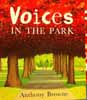 Voices
IN THE PARK
Anthony Browne